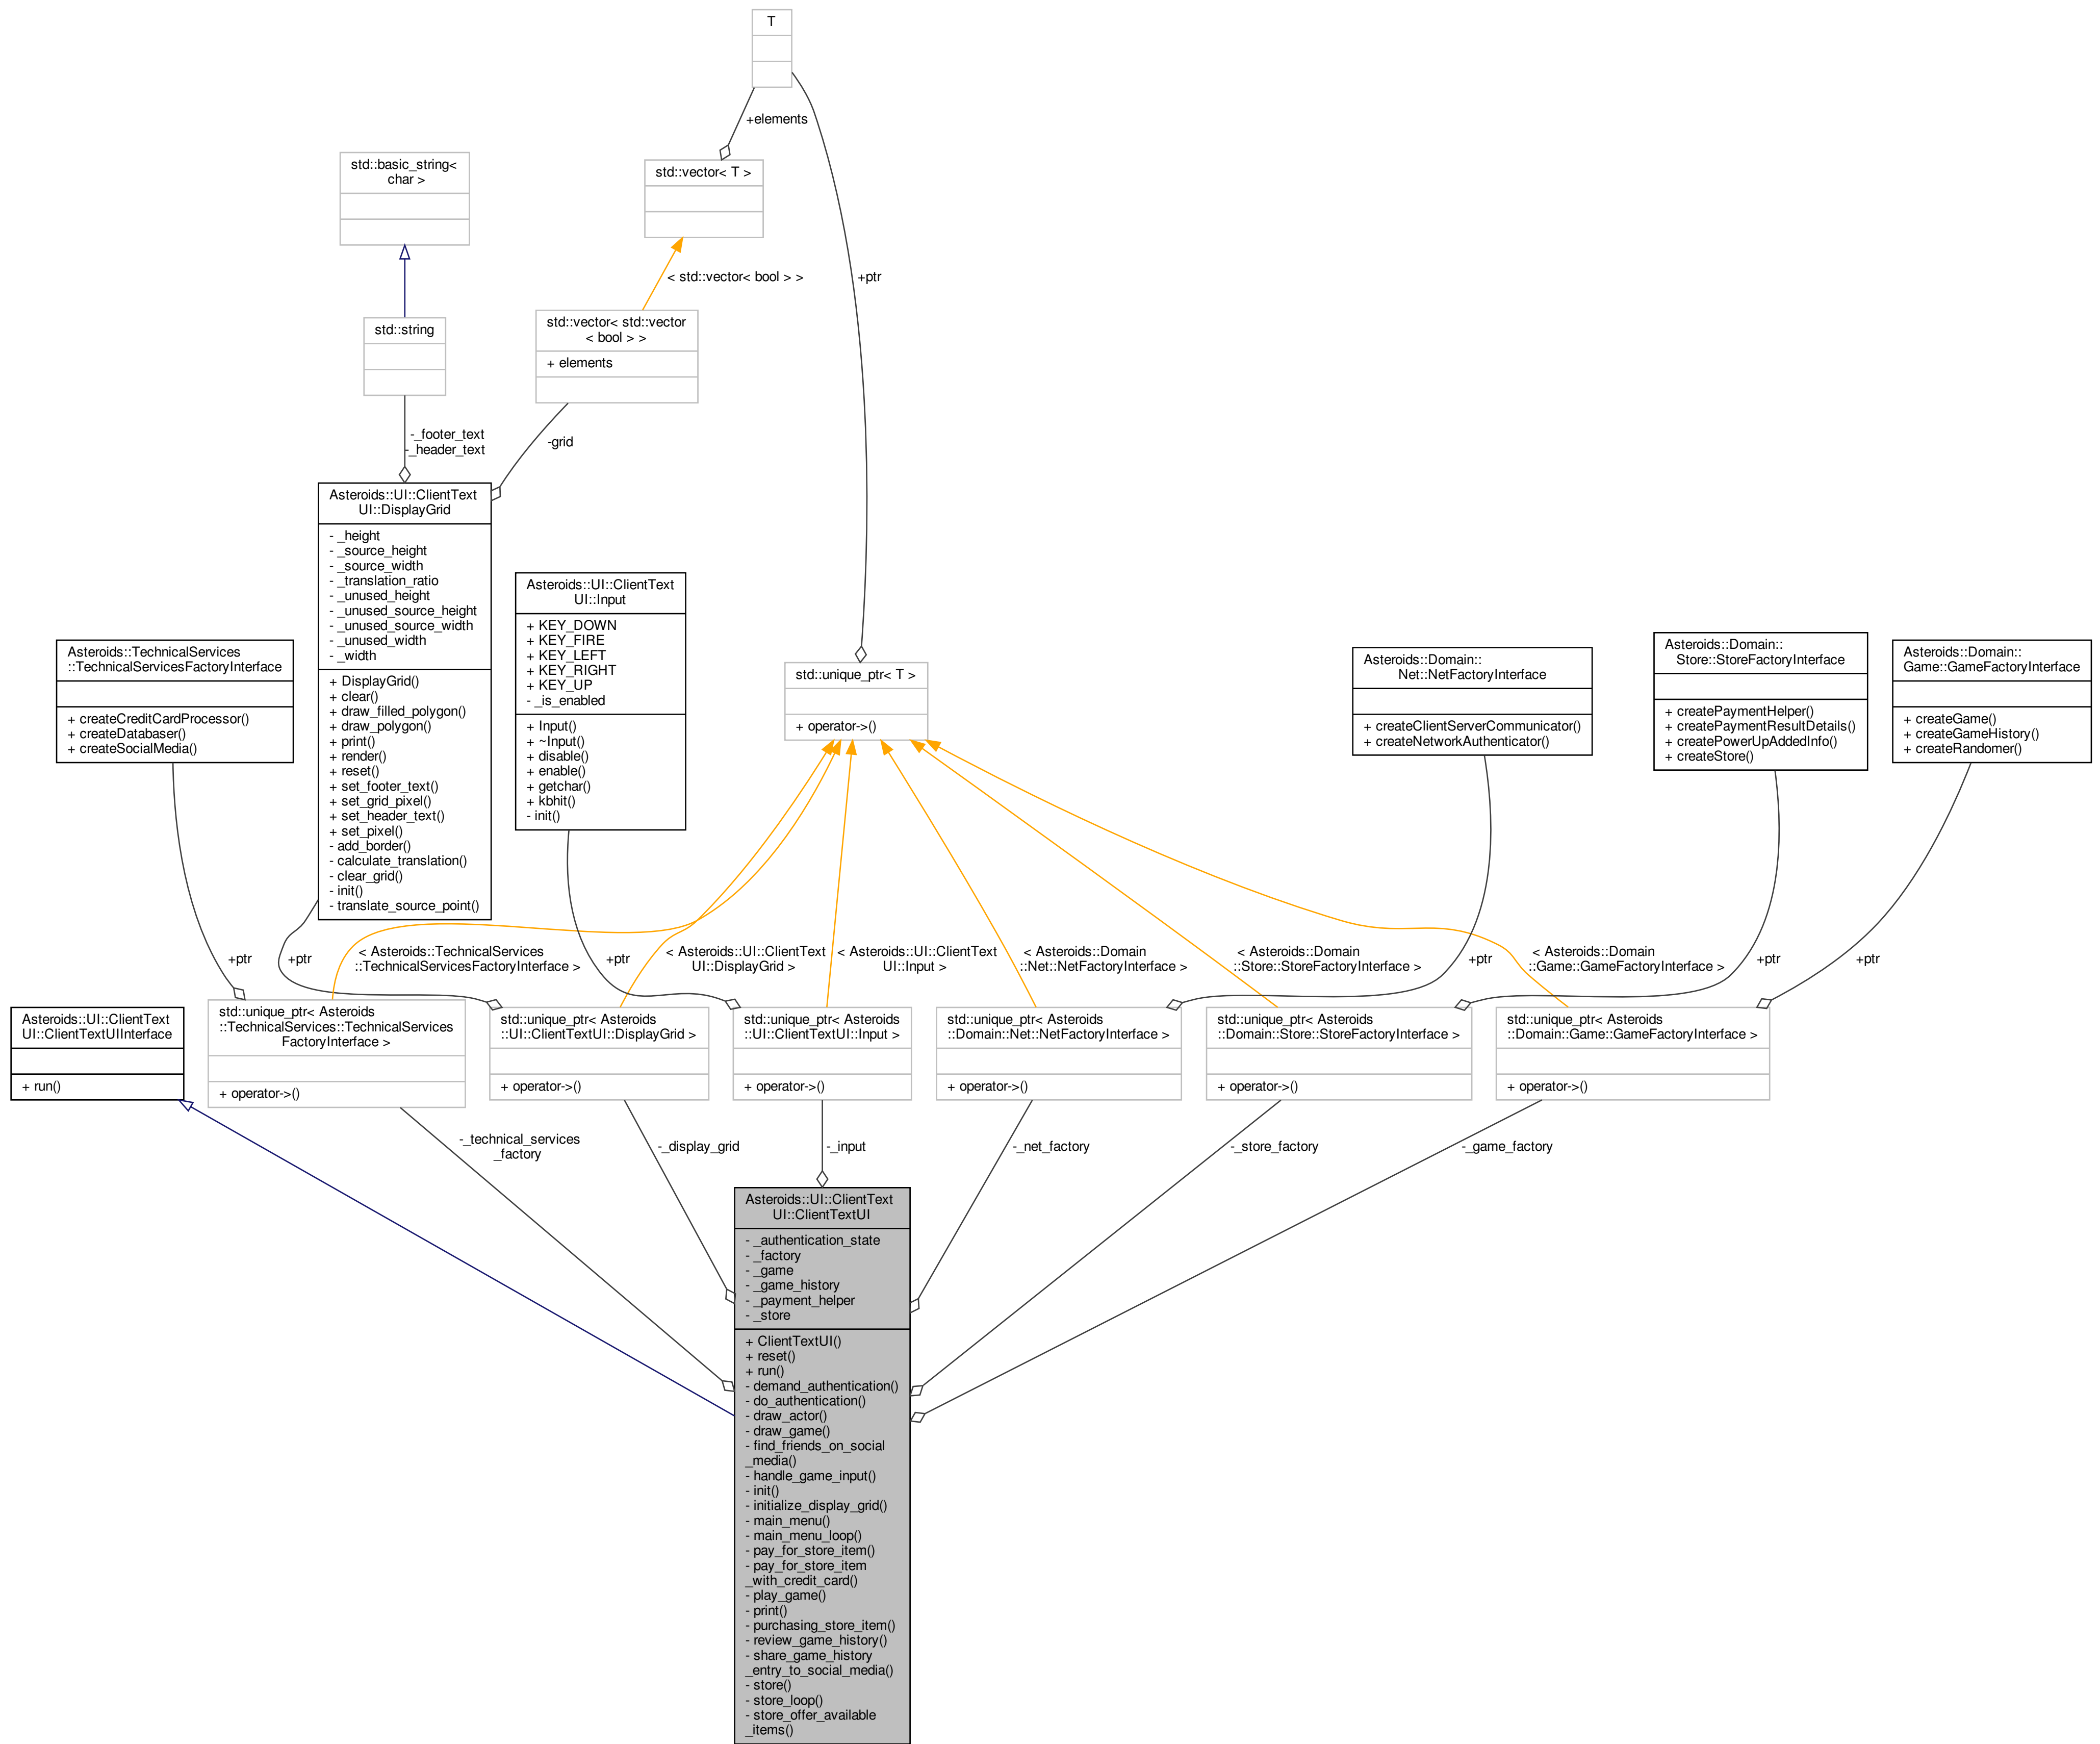 T
+elements
std::basic_string<
char >
std::vector< T >
< std::vector< bool > >
+ptr
std::string
std::vector< std::vector
< bool > >
+ elements
-_footer_text
-_header_text
-grid
Asteroids::UI::ClientText
UI::DisplayGrid
- _height
- _source_height
- _source_width
- _translation_ratio
- _unused_height
- _unused_source_height
- _unused_source_width
- _unused_width
- _width
+ DisplayGrid()
+ clear()
+ draw_filled_polygon()
+ draw_polygon()
+ print()
+ render()
+ reset()
+ set_footer_text()
+ set_grid_pixel()
+ set_header_text()
+ set_pixel()
- add_border()
- calculate_translation()
- clear_grid()
- init()
- translate_source_point()
Asteroids::UI::ClientText
UI::Input
+ KEY_DOWN
+ KEY_FIRE
+ KEY_LEFT
+ KEY_RIGHT
+ KEY_UP
- _is_enabled
+ Input()
+ ~Input()
+ disable()
+ enable()
+ getchar()
+ kbhit()
- init()
Asteroids::TechnicalServices
::TechnicalServicesFactoryInterface
+ createCreditCardProcessor()
+ createDatabaser()
+ createSocialMedia()
std::unique_ptr< T >
+ operator->()
Asteroids::Domain::
Net::NetFactoryInterface
+ createClientServerCommunicator()
+ createNetworkAuthenticator()
Asteroids::Domain::
Store::StoreFactoryInterface
+ createPaymentHelper()
+ createPaymentResultDetails()
+ createPowerUpAddedInfo()
+ createStore()
Asteroids::Domain::
Game::GameFactoryInterface
+ createGame()
+ createGameHistory()
+ createRandomer()
+ptr
+ptr
< Asteroids::TechnicalServices
::TechnicalServicesFactoryInterface >
+ptr
< Asteroids::UI::ClientText
UI::DisplayGrid >
< Asteroids::UI::ClientText
UI::Input >
< Asteroids::Domain
::Net::NetFactoryInterface >
< Asteroids::Domain
::Store::StoreFactoryInterface >
+ptr
< Asteroids::Domain
::Game::GameFactoryInterface >
+ptr
+ptr
Asteroids::UI::ClientText
UI::ClientTextUIInterface
+ run()
std::unique_ptr< Asteroids
::TechnicalServices::TechnicalServices
FactoryInterface >
+ operator->()
std::unique_ptr< Asteroids
::UI::ClientTextUI::DisplayGrid >
+ operator->()
std::unique_ptr< Asteroids
::UI::ClientTextUI::Input >
+ operator->()
std::unique_ptr< Asteroids
::Domain::Net::NetFactoryInterface >
+ operator->()
std::unique_ptr< Asteroids
::Domain::Store::StoreFactoryInterface >
+ operator->()
std::unique_ptr< Asteroids
::Domain::Game::GameFactoryInterface >
+ operator->()
-_technical_services
_factory
-_display_grid
-_input
-_net_factory
-_store_factory
-_game_factory
Asteroids::UI::ClientText
UI::ClientTextUI
- _authentication_state
- _factory
- _game
- _game_history
- _payment_helper
- _store
+ ClientTextUI()
+ reset()
+ run()
- demand_authentication()
- do_authentication()
- draw_actor()
- draw_game()
- find_friends_on_social
_media()
- handle_game_input()
- init()
- initialize_display_grid()
- main_menu()
- main_menu_loop()
- pay_for_store_item()
- pay_for_store_item
_with_credit_card()
- play_game()
- print()
- purchasing_store_item()
- review_game_history()
- share_game_history
_entry_to_social_media()
- store()
- store_loop()
- store_offer_available
_items()